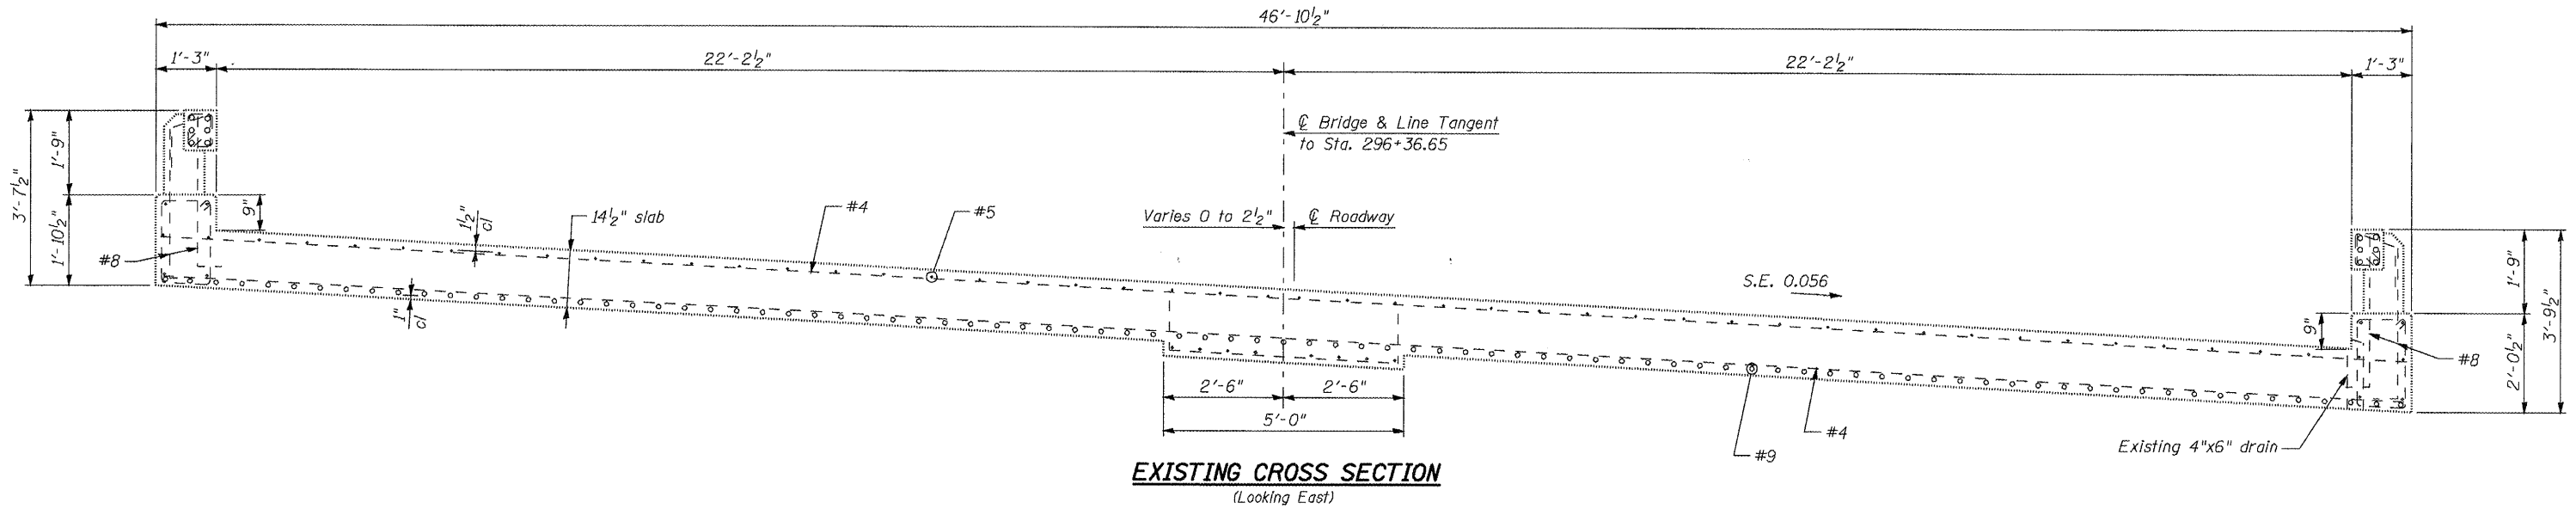 46'-10½"
1'-3"
22'-2½"
22'-2½"
1'-3"
℄ Bridge & Line Tangent
to Sta. 296+36.65
3'-7½"
1'-9"
1'-10½"
9"
#8
1½"
cl
14½" slab
#4
#5
Varies 0 to 2½"
℄ Roadway
S.E. 0.056
1"
cl
2'-6"
2'-6"
5'-0"
#9
#4
9"
#8
1'-9"
2'-0½"
3'-9½"
Existing 4"x6" drain
EXISTING CROSS SECTION
(Looking East)